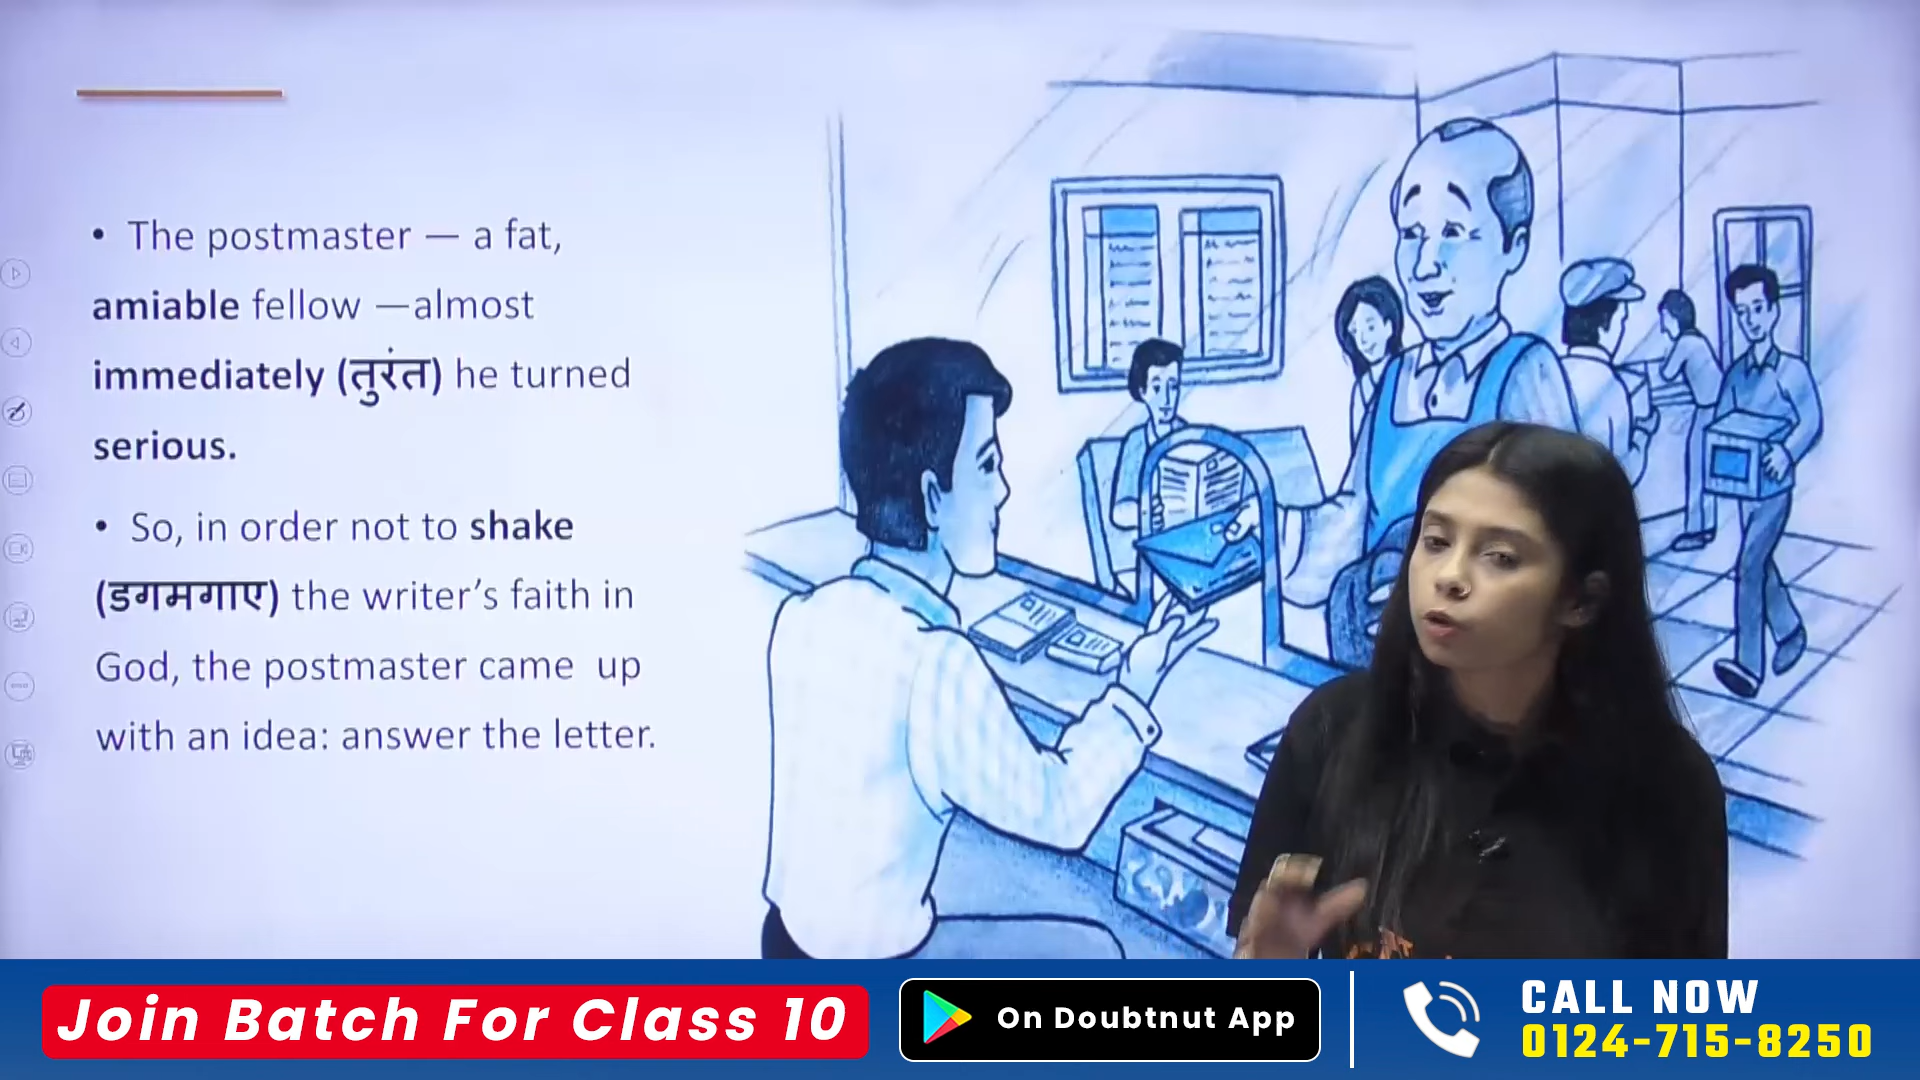 • The postmaster — a fat,
amiable fellow —almost
immediately (तुरंत) he turned
serious.
• So, in order not to shake
(डगमगाए) the writer’s faith in
God, the postmaster came up
with an idea: answer the letter.
Join Batch For Class 10
On Doubtnut App
CALL NOW
0124-715-8250